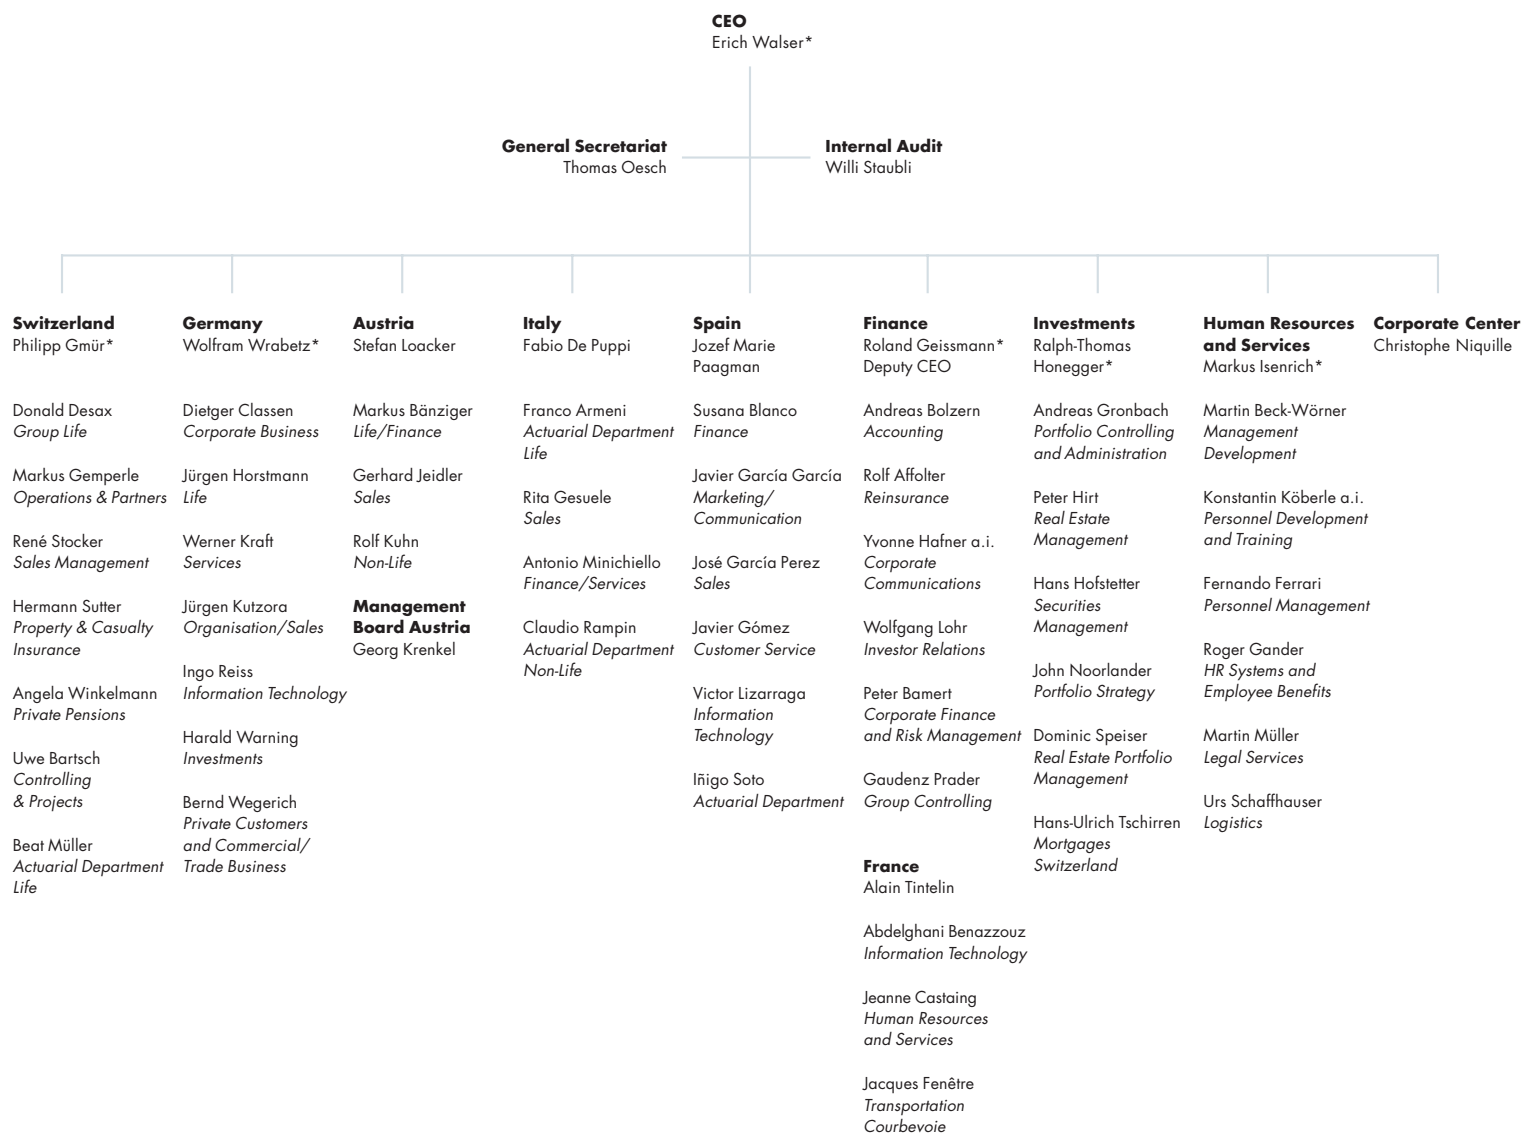 CEO
Erich Walser*
General Secretariat
Thomas Oesch
Internal Audit
Willi Staubli
Switzerland
Philipp Gmür*
Donald Desax
Group Life
Markus Gemperle
Operations & Partners
René Stocker
Sales Management
Hermann Sutter
Property & Casualty
Insurance
Angela Winkelmann
Private Pensions
Uwe Bartsch
Controlling
& Projects
Beat Müller
Actuarial Department
Life
Germany
Wolfram Wrabetz*
Dietger Classen
Corporate Business
Jürgen Horstmann
Life
Werner Kraft
Services
Jürgen Kutzora
Organisation/Sales
Ingo Reiss
Information Technology
Harald Warning
Investments
Bernd Wegerich
Private Customers
and Commercial/
Trade Business
Austria
Stefan Loacker
Markus Bänziger
Life/Finance
Gerhard Jeidler
Sales
Rolf Kuhn
Non-Life
Management
Board Austria
Georg Krenkel
Italy
Fabio De Puppi
Franco Armeni
Actuarial Department
Life
Rita Gesuele
Sales
Antonio Minichiello
Finance/Services
Claudio Rampin
Actuarial Department
Non-Life
Spain
Jozef Marie
Paagman
Susana Blanco
Finance
Javier García García
Marketing/
Communication
José García Perez
Sales
Javier Gómez
Customer Service
Victor Lizarraga
Information
Technology
Iñigo Soto
Actuarial Department
Finance
Roland Geissmann*
Deputy CEO
Andreas Bolzern
Accounting
Rolf Affolter
Reinsurance
Yvonne Hafner a.i.
Corporate
Communications
Wolfgang Lohr
Investor Relations
Peter Bamert
Corporate Finance
and Risk Management
Gaudenz Prader
Group Controlling
France
Alain Tintelin
Abdelghani Benazzouz
Information Technology
Jeanne Castaing
Human Resources
and Services
Jacques Fenêtre
Transportation
Courbevoie
Investments
Ralph-Thomas
Honegger*
Andreas Gronbach
Portfolio Controlling
and Administration
Peter Hirt
Real Estate
Management
Hans Hofstetter
Securities
Management
John Noorlander
Portfolio Strategy
Dominic Speiser
Real Estate Portfolio
Management
Hans-Ulrich Tschirren
Mortgages
Switzerland
Human Resources
and Services
Markus Isenrich*
Martin Beck-Wörner
Management
Development
Konstantin Köberle a.i.
Personnel Development
and Training
Fernando Ferrari
Personnel Management
Roger Gander
HR Systems and
Employee Benefits
Martin Müller
Legal Services
Urs Schaffhauser
Logistics
Corporate Center
Christophe Niquille